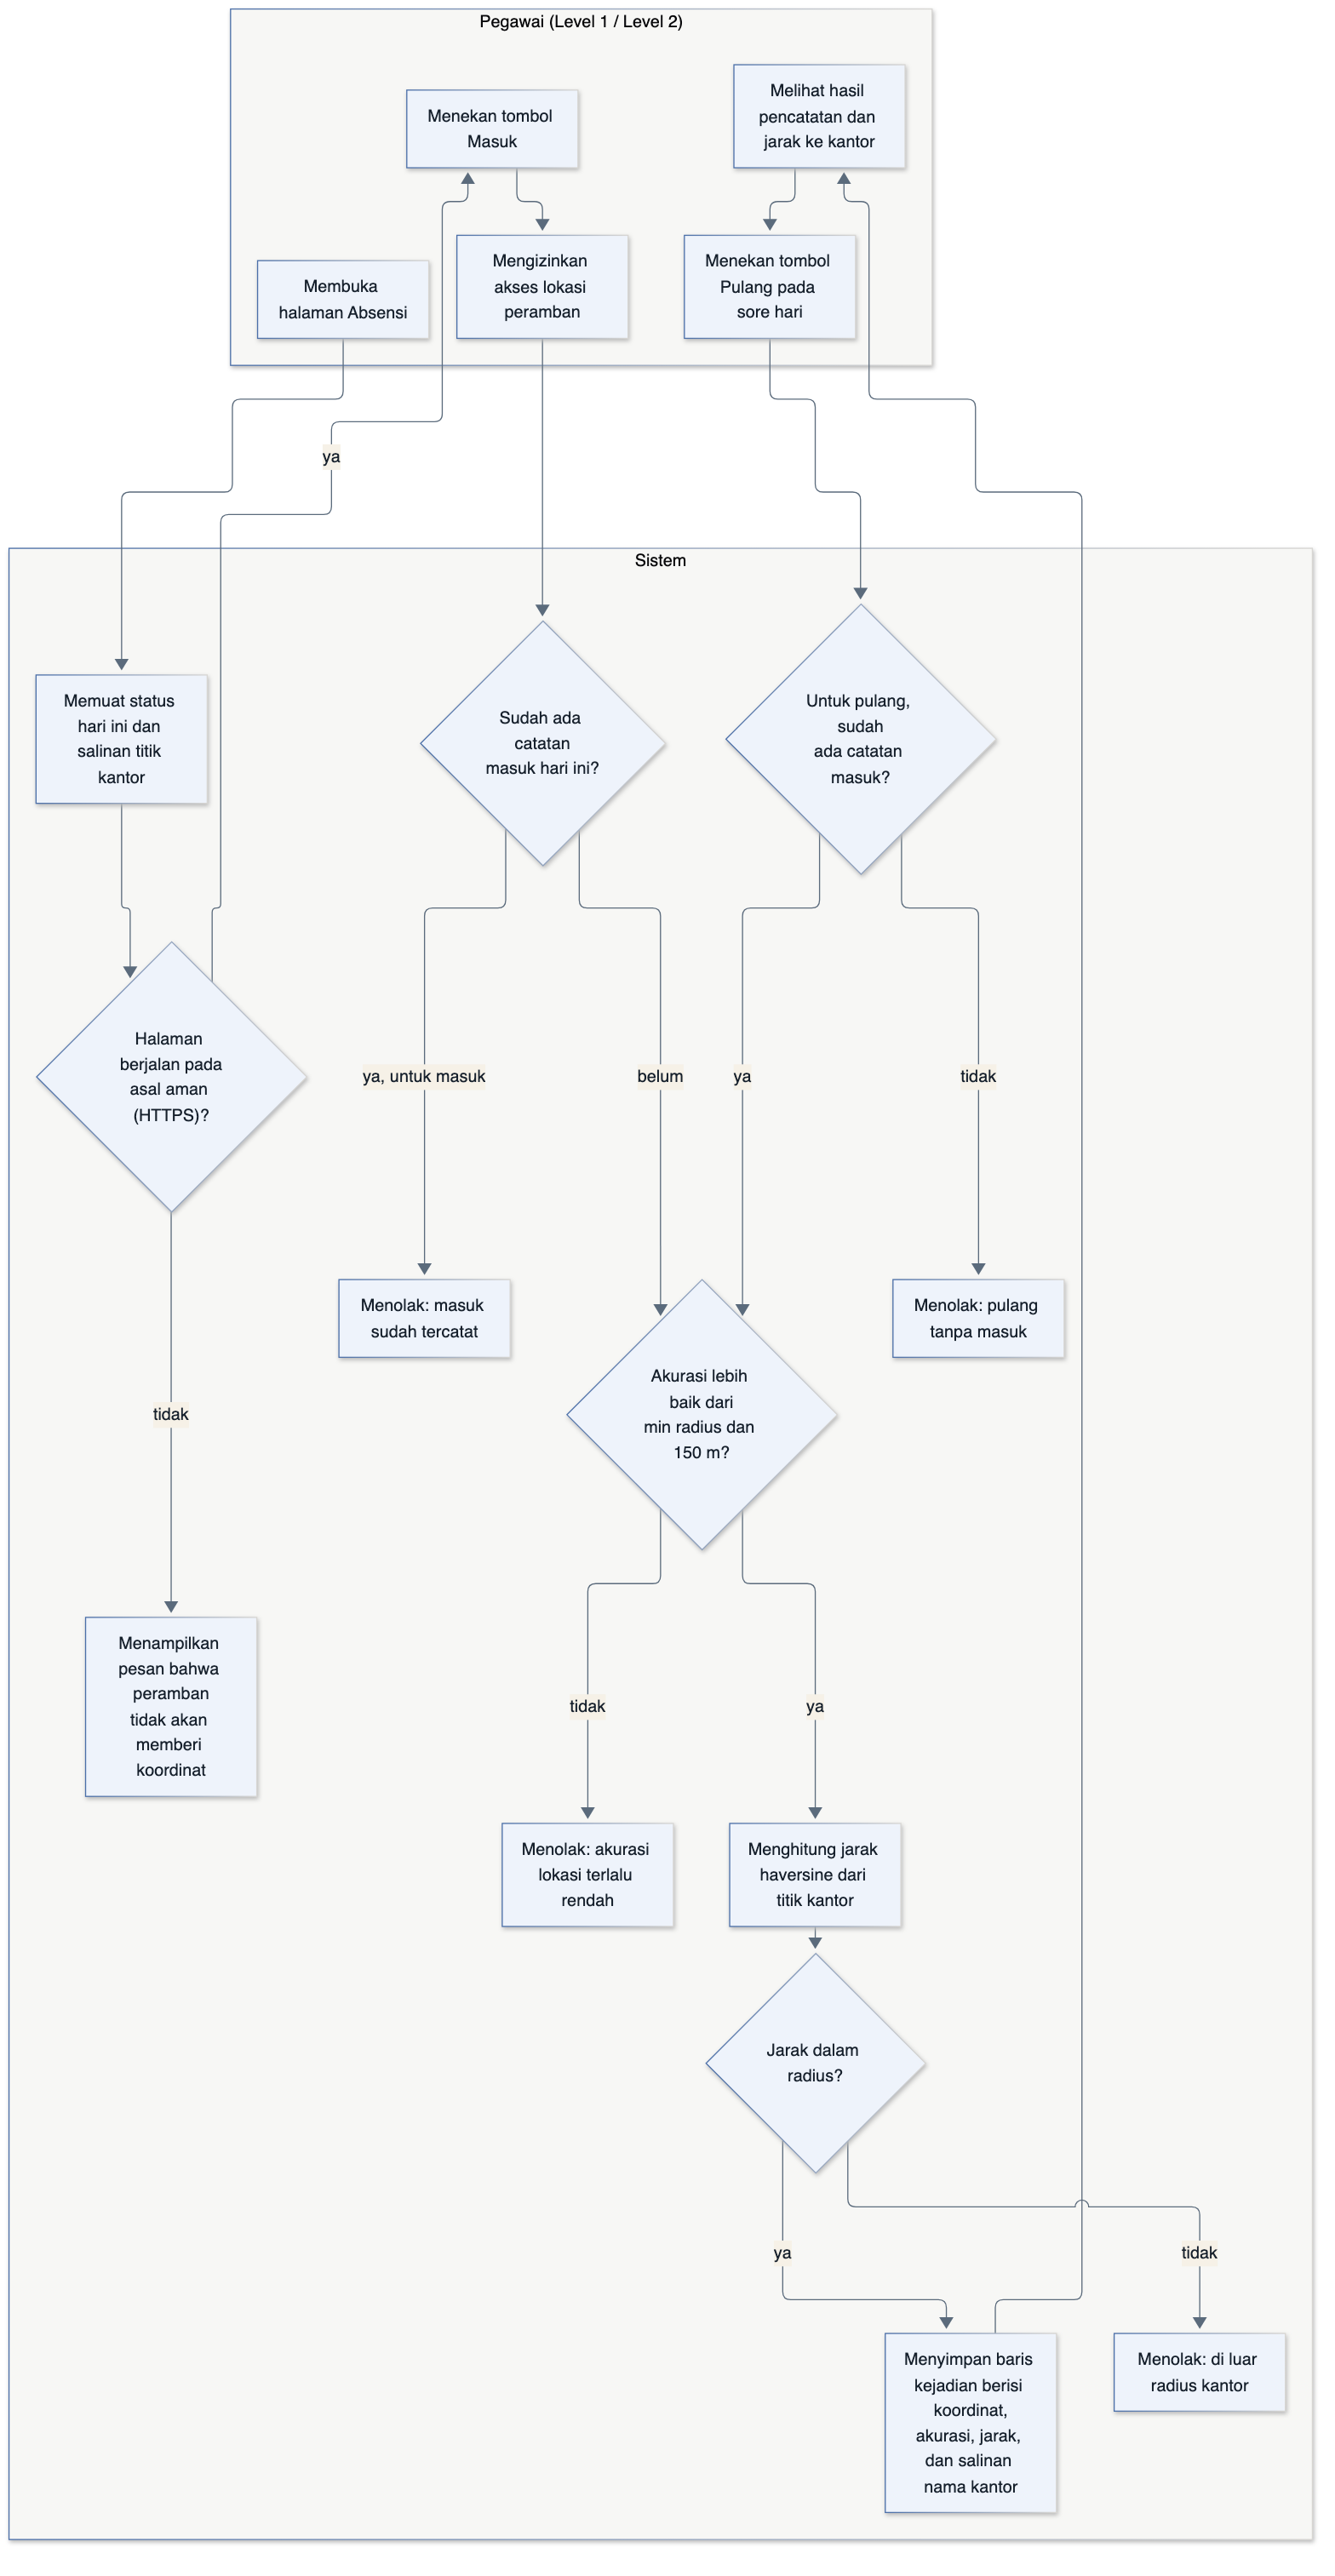 Pegawai (Level 1 / Level 2)
Menekan tombol
Masuk
Melihat hasil
pencatatan dan
jarak ke kantor
Membuka
halaman Absensi
Mengizinkan
akses lokasi
peramban
Menekan tombol
Pulang pada
sore hari
ya
Sistem
Memuat status
hari ini dan
salinan titik
kantor
Sudah ada
catatan
masuk hari ini?
Untuk pulang,
sudah
ada catatan
masuk?
Halaman
berjalan pada
asal aman
(HTTPS)?
ya, untuk masuk
belum
ya
tidak
Menolak: masuk
sudah tercatat
Menolak: pulang
tanpa masuk
Akurasi lebih
baik dari
min radius dan
150 m?
tidak
Menampilkan
pesan bahwa
peramban
tidak akan
memberi
koordinat
tidak
ya
Menolak: akurasi
lokasi terlalu
rendah
Menghitung jarak
haversine dari
titik kantor
Jarak dalam
radius?
ya
tidak
Menyimpan baris
kejadian berisi
koordinat,
akurasi, jarak,
dan salinan
nama kantor
Menolak: di luar
radius kantor